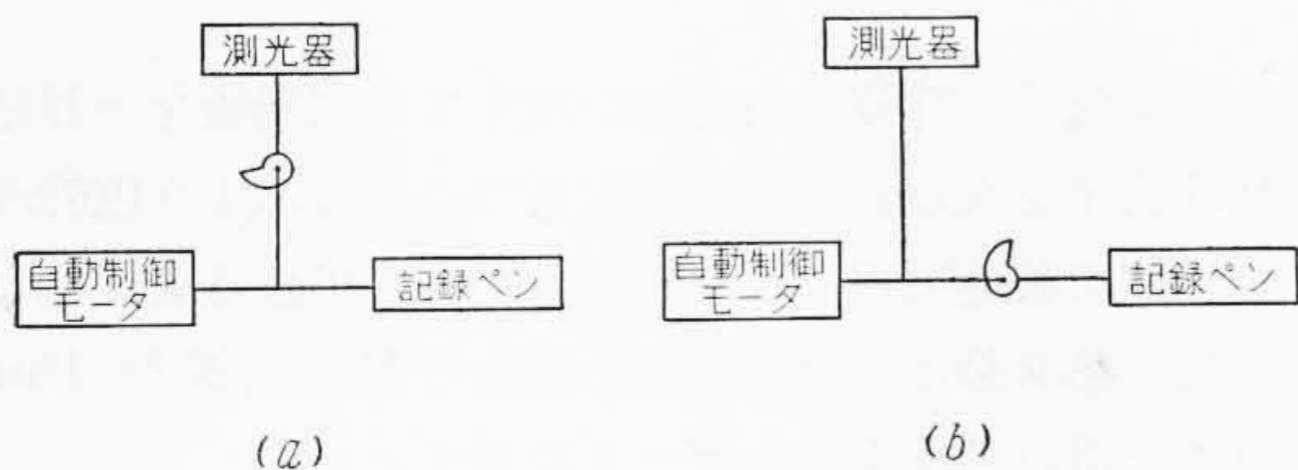 測光器
自動制御
モータ
記録ペン
(a)
測光器
自動制御
モータ
記録ペン
(b)